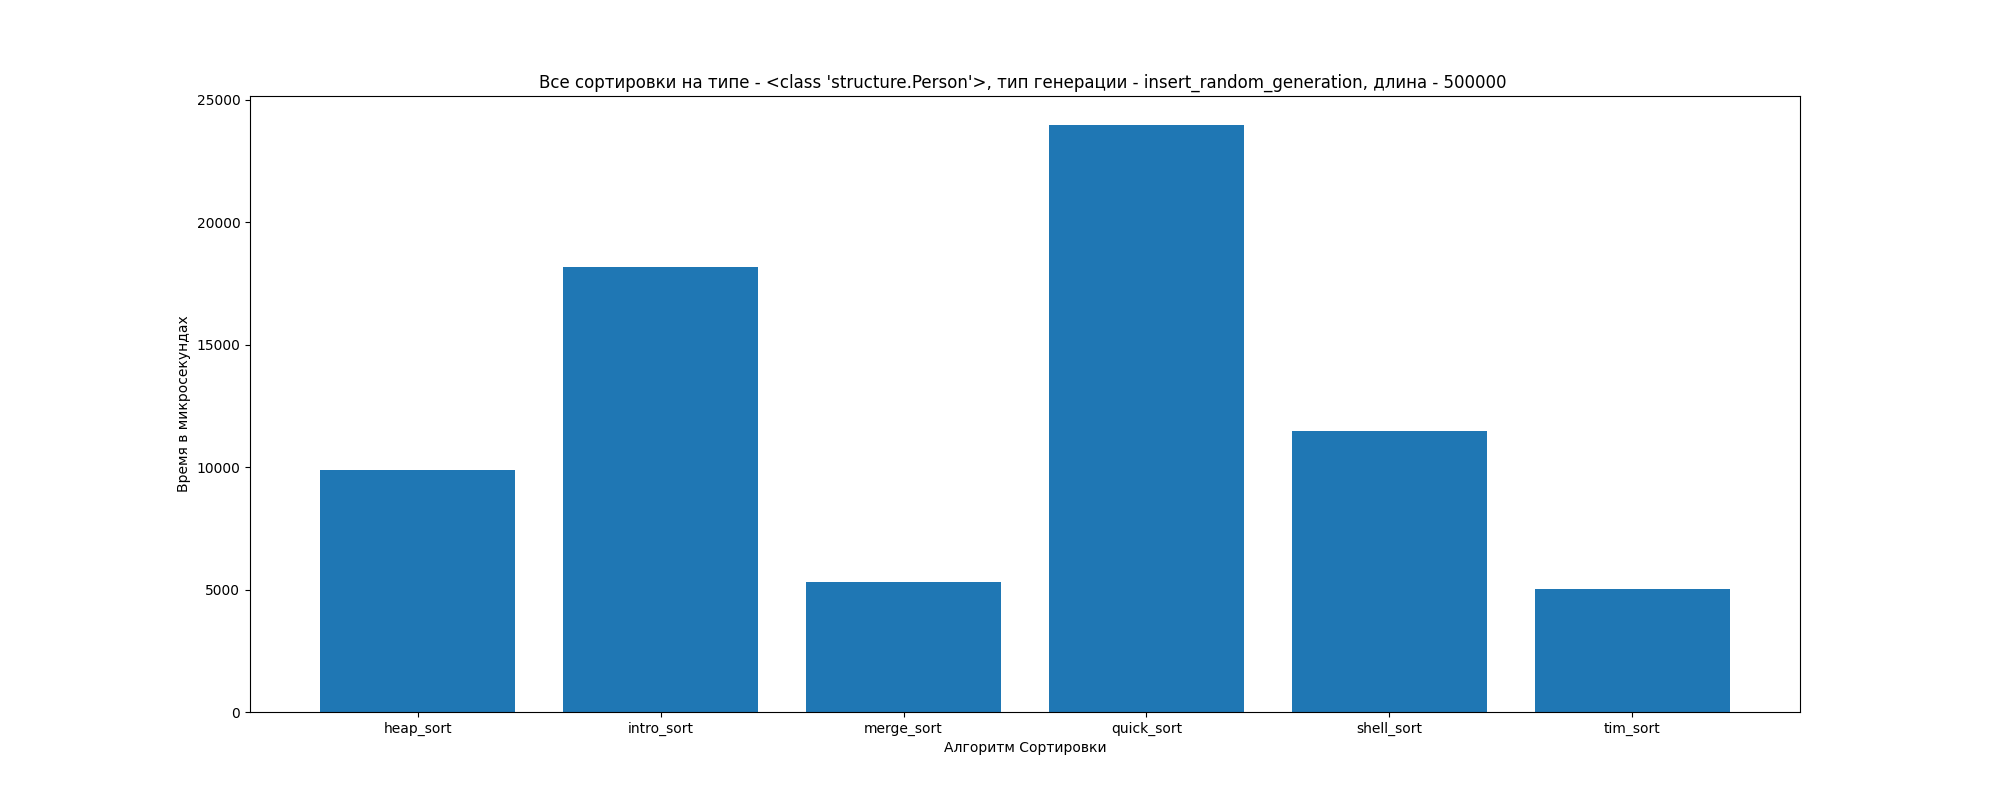 Все сортировки на типе - <class 'structure.Person'>, тип генерации - insert_random_generation, длина - 500000
25000
20000
15000
10000
5000
0
Время в микросекундах
heap_sort intro_sort merge_sort quick_sort shell_sort tim_sort
Алгоритм Сортировки